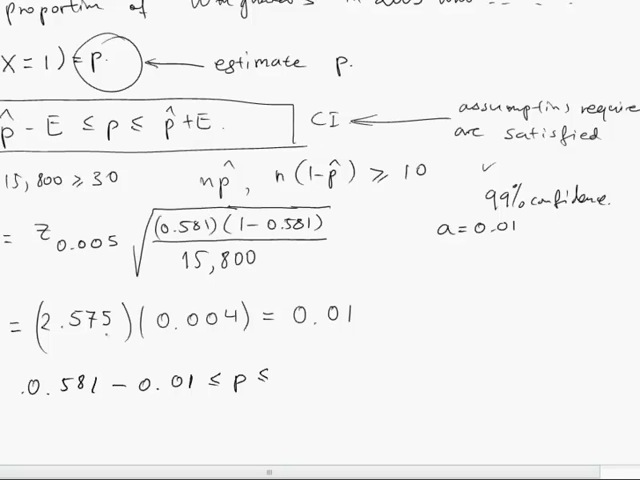 proportion of
X = 1) = p. ← estimate p.
p̂ - E ≤ p ≤ p̂ + E. CI ← assumptions require
are satisfied
15,800 ≥ 30 np̂, n(1-p̂) ≥ 10 ✓
99% confidence.
= Z0.005 √((0.581)(1-0.581)/15,800) a = 0.01
= (2.575)(0.004) = 0.01
.0.581 - 0.01 ≤ p ≤